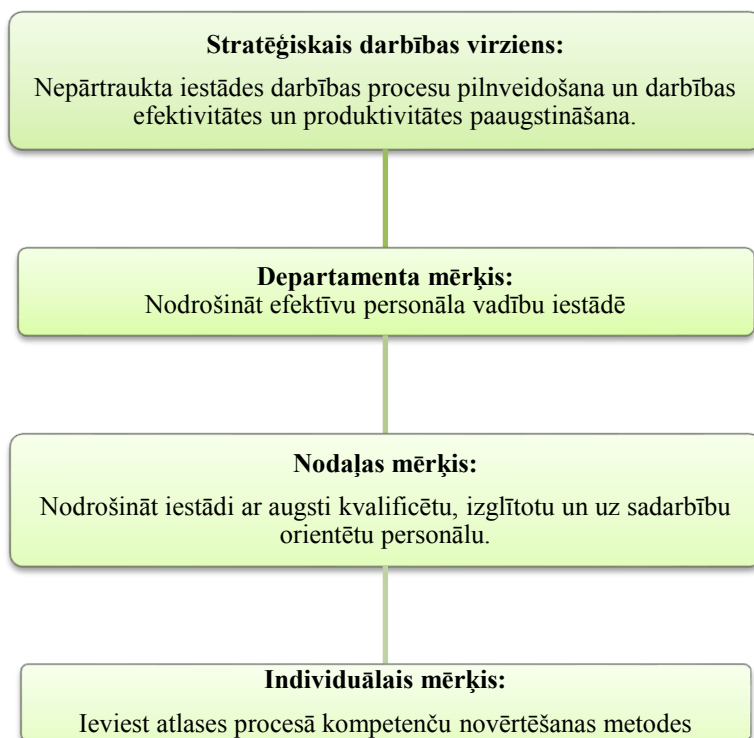 Stratēģiskais darbības virziens:
Nepārtraukta iestādes darbības procesu pilnveidošana un darbības
efektivitātes un produktivitātes paaugstināšana.
Departamenta mērķis:
Nodrošināt efektīvu personāla vadību iestādē
Nodaļas mērķis:
Nodrošināt iestādi ar augsti kvalificētu, izglītotu un uz sadarbību
orientētu personālu.
Individuālais mērķis:
Ieviest atlases procesā kompetenču novērtēšanas metodes